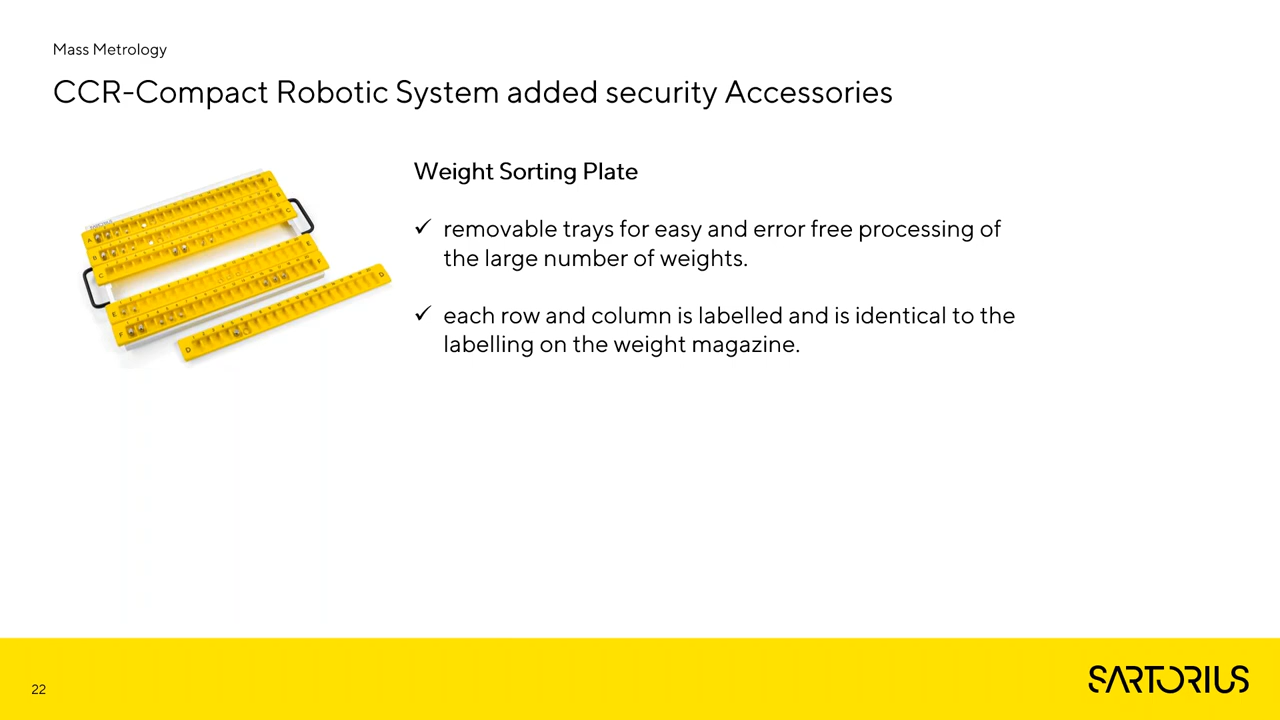 Mass Metrology
CCR-Compact Robotic System added security Accessories
Weight Sorting Plate
✓ removable trays for easy and error free processing of
the large number of weights.
✓ each row and column is labelled and is identical to the
labelling on the weight magazine.
A
A
B
C
C
E
E
F
F
D
D
22
SARTORIUS